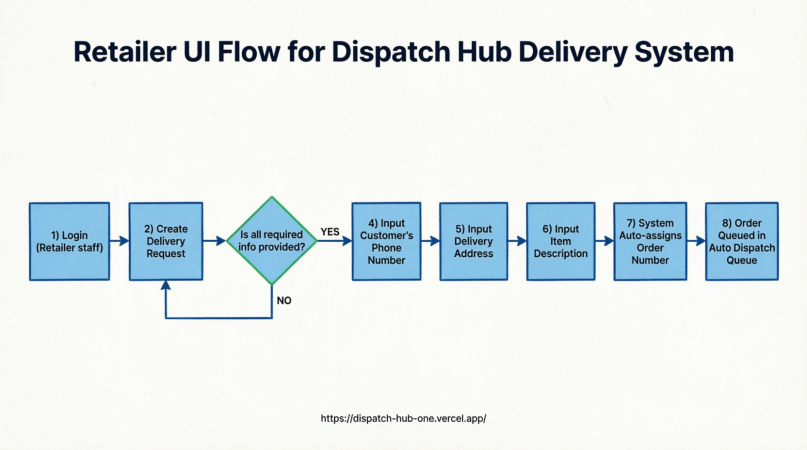 Retailer UI Flow for Dispatch Hub Delivery System
1) Login
(Retailer staff)
2) Create
Delivery
Request
Is all required
info provided?
YES
NO
4) Input
Customer's
Phone
Number
5) Input
Delivery
Address
6) Input
Item
Description
7) System
Auto-assigns
Order
Number
8) Order
Queued in
Auto Dispatch
Queue
https://dispatch-hub-one.vercel.app/